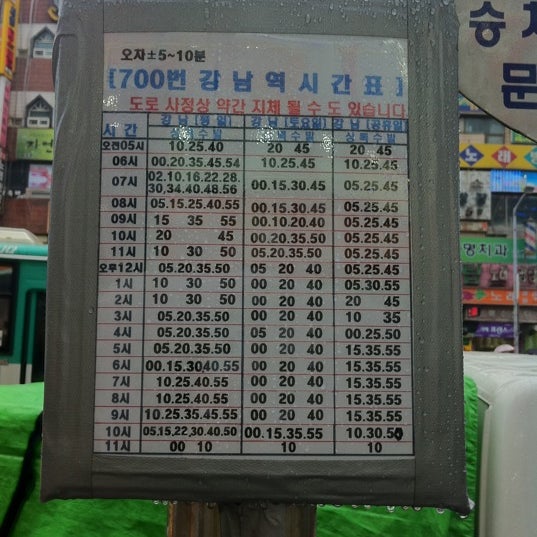 오차±5~10분
[700번 강남역시간표]
도로 사정상 약간 지체 될 수 도 있습니다
시간 강남(평일) 강남(토요일) 강남(공휴일)
오전05시 10.25.40 20 45 20 45
06시 00.20.35.45.54 10.25.45 10.25.45
07시 02.10.16.22.28. 30.34.40.48.56 00.15.30.45 05.25.45
08시 05.15.25.40.55 00.15.30.45 05.25.45
09시 15 35 55 00.10.20.40 05.25.45
10시 20 45 00.20.35.50 05.25.45
11시 10 30 50 05.20.35.50 05.25.45
오후12시 05.20.35.50 05 20 40 05.25.45
1시 10 30 50 00 20 40 05.30.55
2시 10 30 50 00 20 40 20 45
3시 05.20.35.50 00 20 40 10 35
4시 05.20.35.50 05 20 40 00.25.50
5시 05.20.35.50 00 20 40 15.35.55
6시 00.15.30.40.55 00 20 40 15.35.55
7시 10.25.40.55 00 20 40 15.35.55
8시 10.25.40.55 00 20 40 15.35.55
9시 10.25.35.45.55 00 20 40 15.35.55
10시 05.15.22.30.40.50 00.15.35.55 10.30.50
11시 00 10 10 10
승차
문
노래
명치과
노래